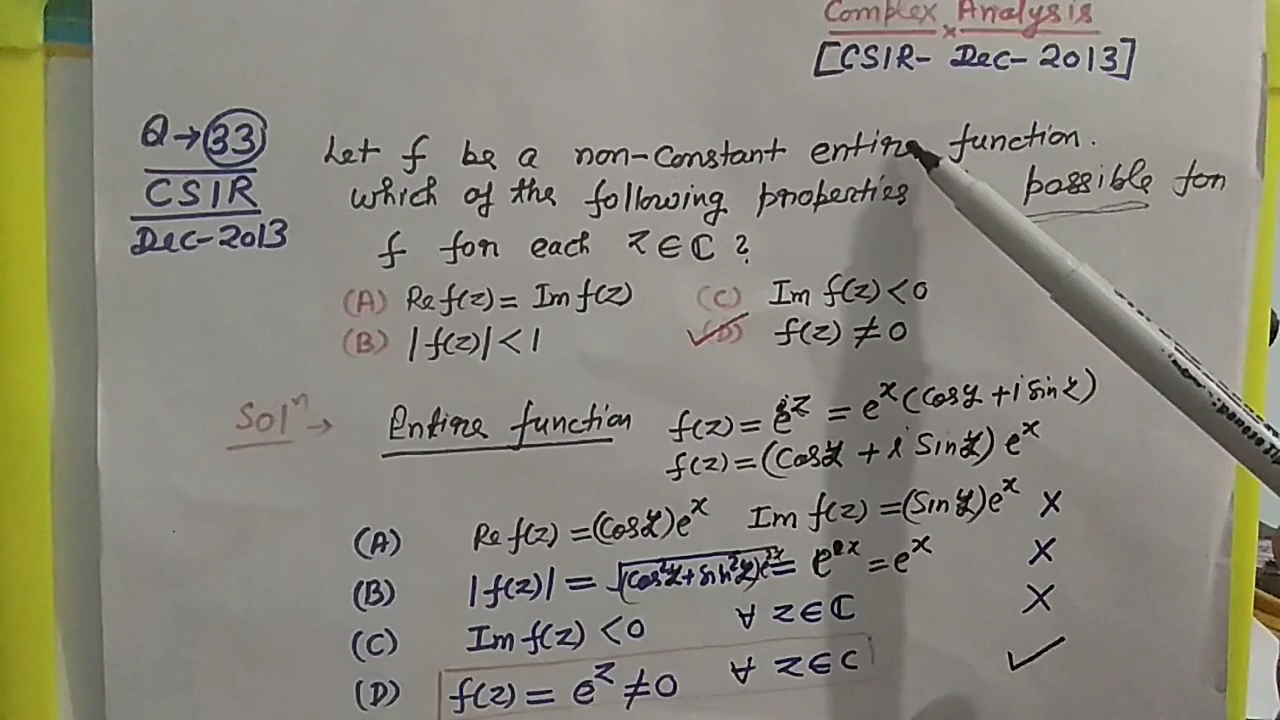 Complex Analysis
[CSIR- Dec-2013]
Q→33 Let f be a non-constant entire function.
CSIR which of the following properties possible for
Dec-2013 f for each z∈ℂ?
(A) Re f(z) = Im f(z) (C) Im f(z) < 0
(B) |f(z)| < 1 (D) f(z) ≠ 0
Solⁿ → Entire function f(z) = e^z = e^x (cos y + i sin y)
f(z) = (Cos y + i Sin y) e^x
(A) Re f(z) = (Cos y) e^x Im f(z) = (Sin y) e^x ×
(B) |f(z)| = √(cos²y + sin²y) e^2x = e^2x = e^x ×
(C) Im f(z) < 0 ∀ z∈ℂ ×
(D) f(z) = e^z ≠ 0 ∀ z∈C ✓